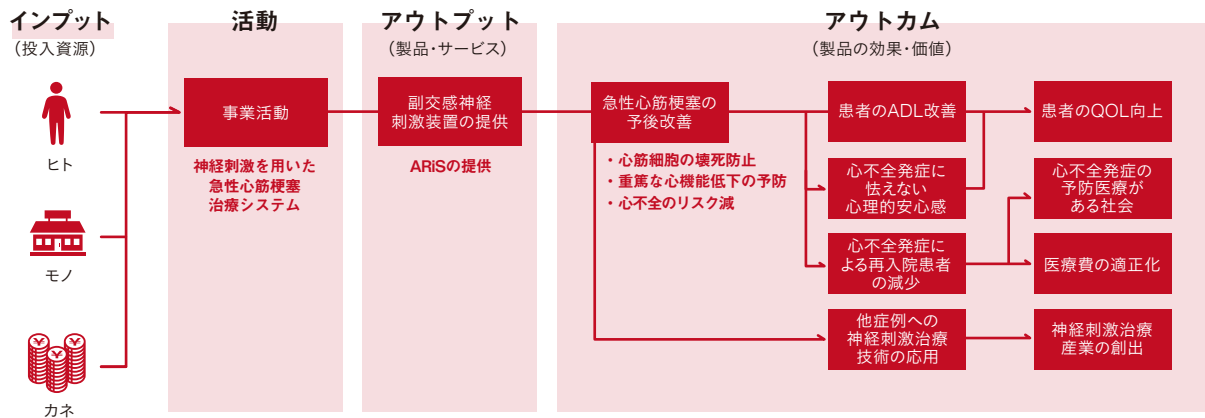 インプット
(投入資源)
ヒト
モノ
カネ
活動
事業活動
神経刺激を用いた
急性心筋梗塞
治療システム
アウトプット
(製品・サービス)
副交感神経
刺激装置の提供
ARiSの提供
アウトカム
(製品の効果・価値)
急性心筋梗塞の
予後改善
・心筋細胞の壊死防止
・重篤な心機能低下の予防
・心不全のリスク減
患者のADL改善
心不全発症に
怯えない
心理的安心感
心不全発症に
よる再入院患者
の減少
他症例への
神経刺激治療
技術の応用
患者のQOL向上
心不全発症の
予防医療が
ある社会
医療費の適正化
神経刺激治療
産業の創出